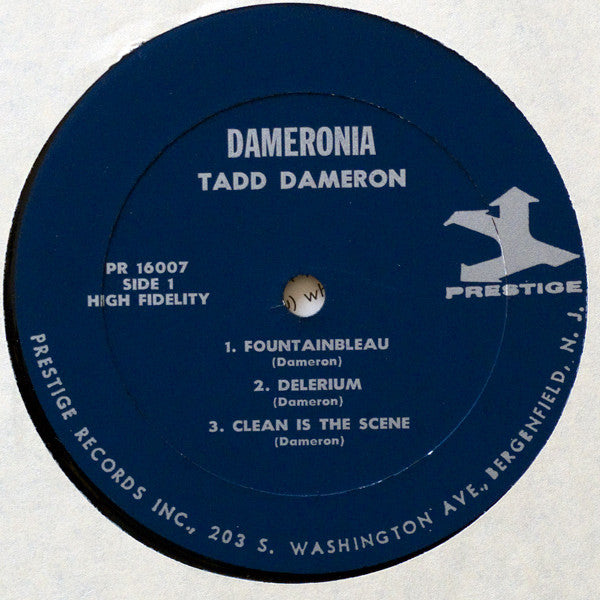 DAMERONIA
TADD DAMERON
PR 16007
SIDE 1
HIGH FIDELITY
PRESTIGE
1. FOUNTAINBLEAU
(Dameron)
2. DELERIUM
(Dameron)
3. CLEAN IS THE SCENE
(Dameron)
PRESTIGE RECORDS INC., 203 S. WASHINGTON AVE., BERGENFIELD, N. J.